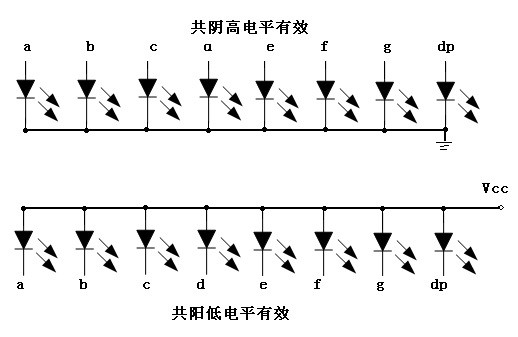 共阴高电平有效
a b c ɑ e f g dp
Vcc
a b c d e f g dp
共阳低电平有效